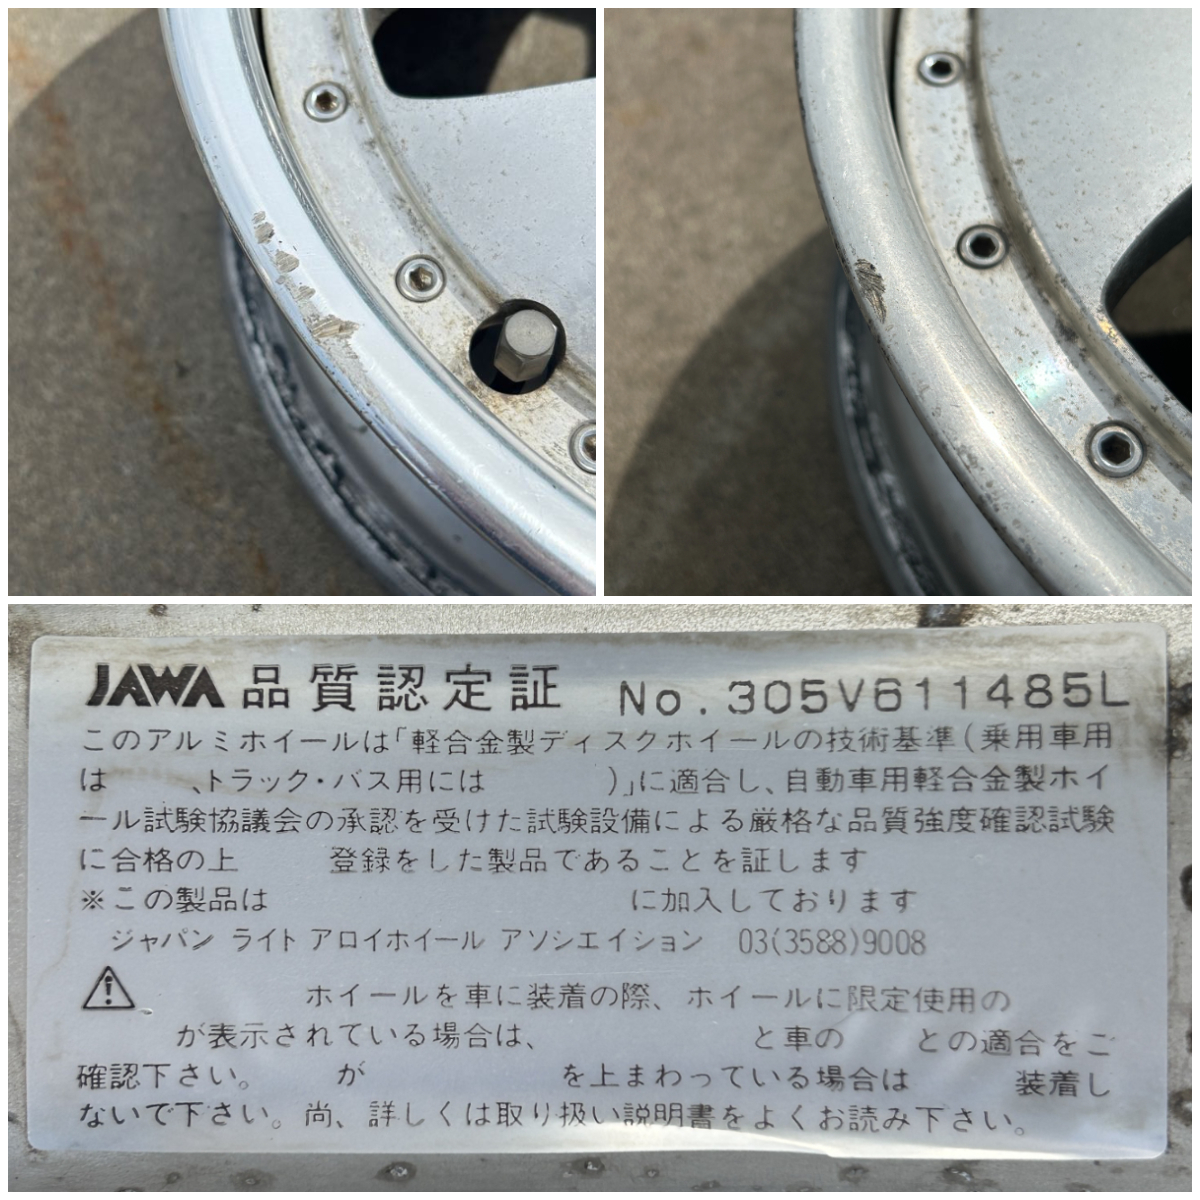 JAWA 品質認定証 No.305V611485L
このアルミホイールは「軽合金製ディスクホイールの技術基準(乗用車用
は 、トラック・バス用には )」に適合し、自動車用軽合金製ホイ
ール試験協議会の承認を受けた試験設備による厳格な品質強度確認試験
に合格の上 登録をした製品であることを証します
※この製品は に加入しております
ジャパン ライト アロイホイール アソシエイション 03(3588)9008
ホイールを車に装着の際、ホイールに限定使用の
が表示されている場合は、 と車の との適合をご
確認下さい。 が を上まわっている場合は 装着し
ないで下さい。尚、詳しくは取り扱い説明書をよくお読み下さい。